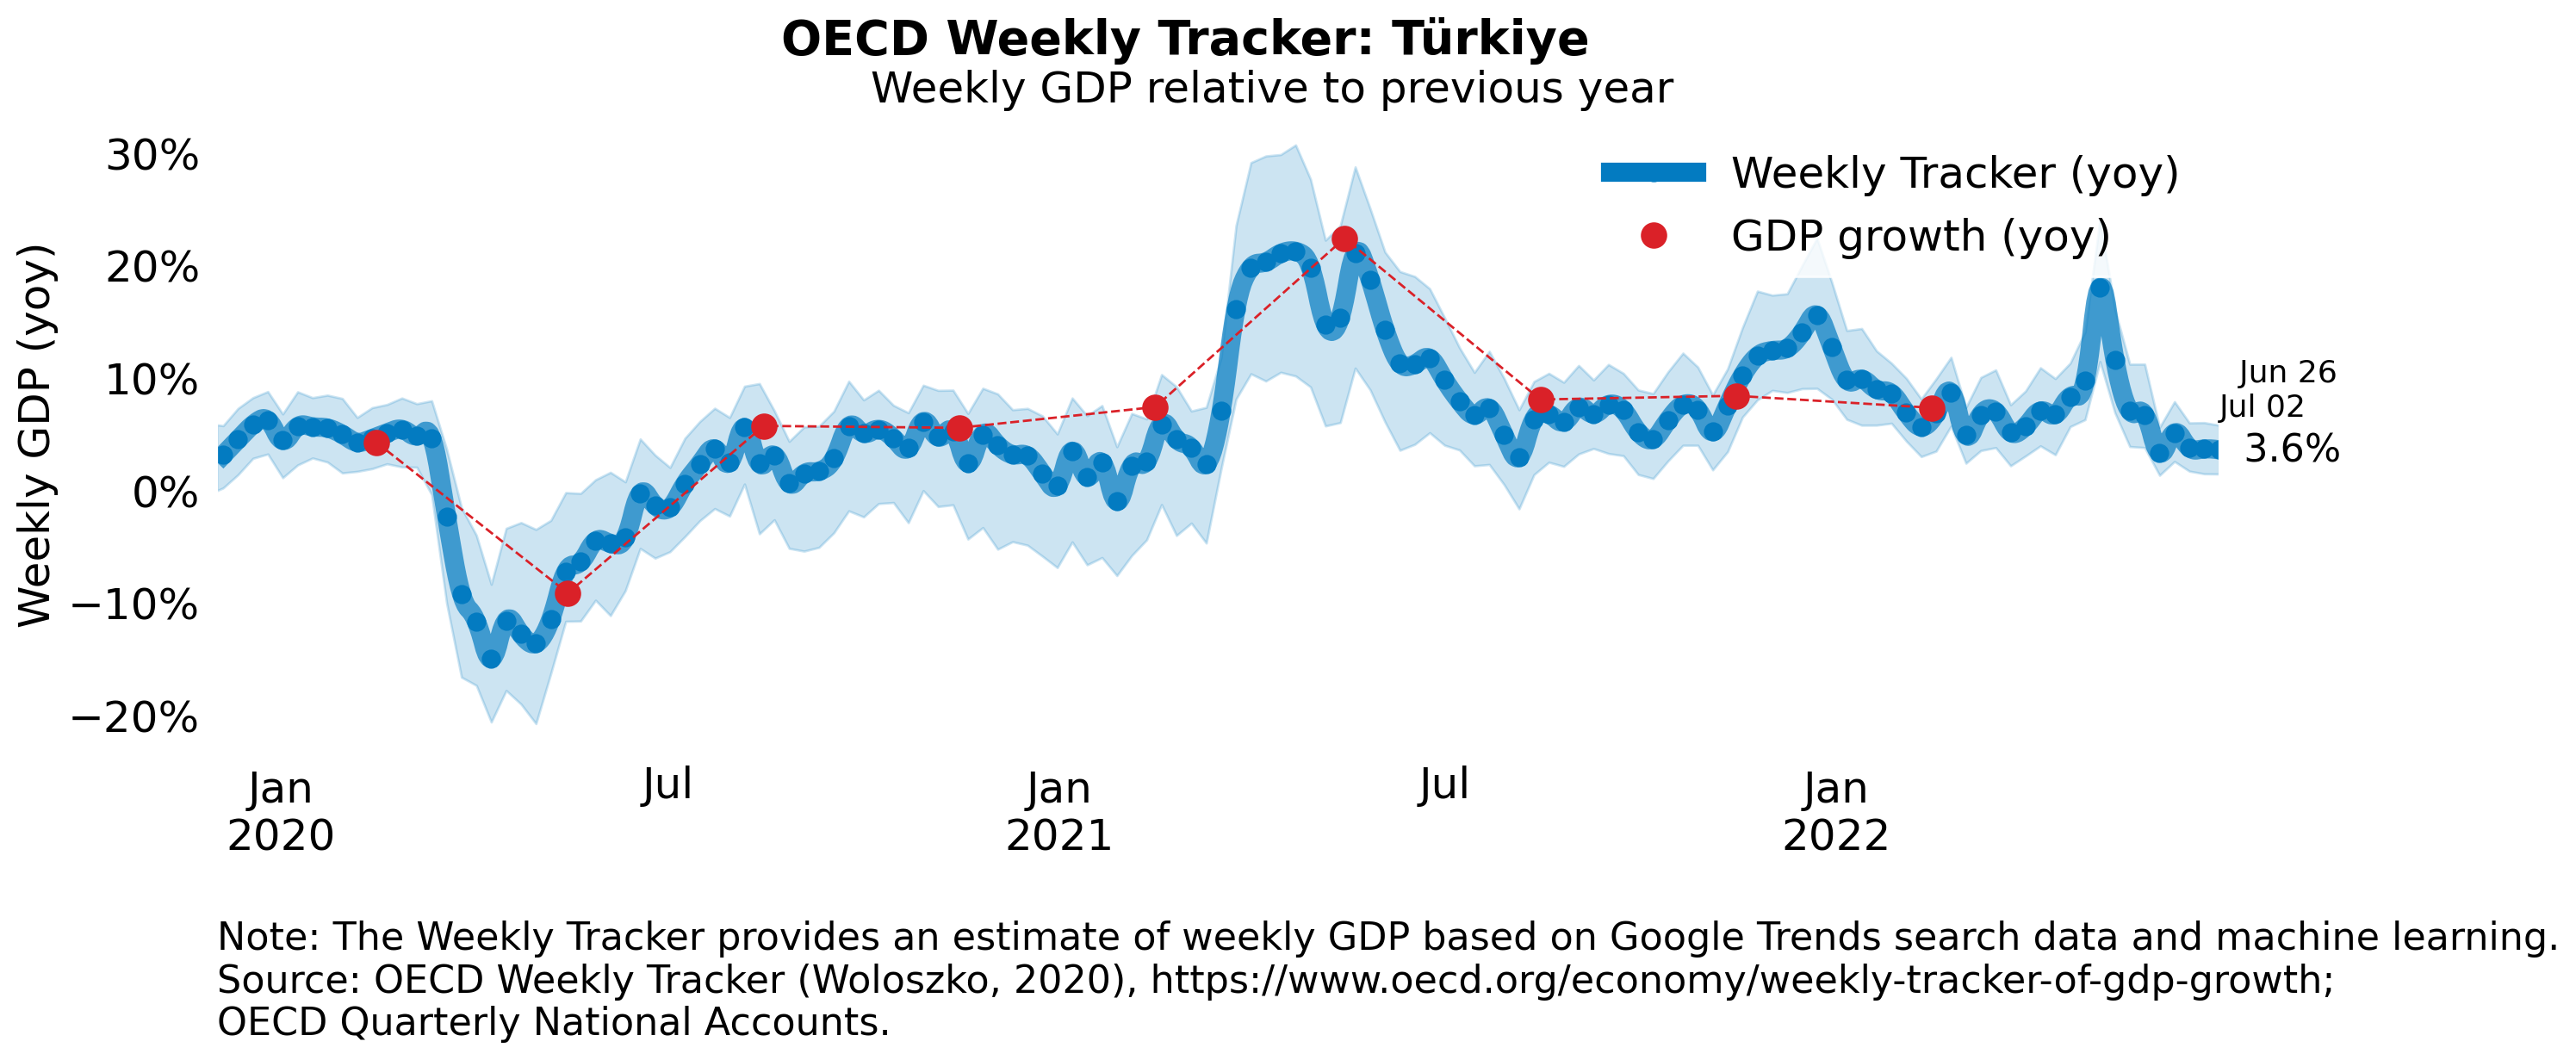 OECD Weekly Tracker: Türkiye
Weekly GDP relative to previous year
Weekly GDP (yoy)
30%
20%
10%
0%
−10%
−20%
Weekly Tracker (yoy)
GDP growth (yoy)
Jun 26
Jul 02
3.6%
Jan
2020
Jul
Jan
2021
Jul
Jan
2022
Note: The Weekly Tracker provides an estimate of weekly GDP based on Google Trends search data and machine learning.
Source: OECD Weekly Tracker (Woloszko, 2020), https://www.oecd.org/economy/weekly-tracker-of-gdp-growth;
OECD Quarterly National Accounts.